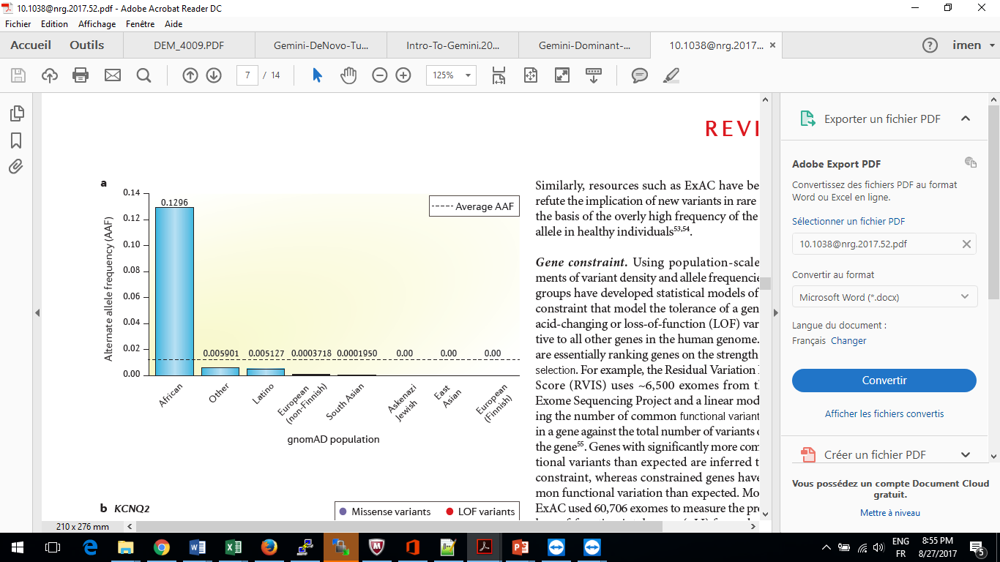 10.1038@nrg.2017.52.pdf - Adobe Acrobat Reader DC
Fichier Edition Affichage Fenêtre Aide
Accueil Outils DEM_4009.PDF Gemini-DeNovo-Tu... Intro-To-Gemini.20... Gemini-Dominant-... 10.1038@nrg.2017... × imen
7 / 14 125%
REVI
a
0.14
0.12
0.10
0.08
0.06
0.04
0.02
0.00
Alternate allele frequency (AAF)
Average AAF
0.1296
0.005901 0.005127 0.0003718 0.0001950 0.00 0.00 0.00
African
Other
Latino
European
(non-Finnish)
South Asian
Askenazi
Jewish
East
Asian
European
(Finnish)
gnomAD population
b KCNQ2
Missense variants LOF variants
Similarly, resources such as ExAC have be
refute the implication of new variants in rare
the basis of the overly high frequency of the
allele in healthy individuals53,54.
Gene constraint. Using population-scale
ments of variant density and allele frequencie
groups have developed statistical models of
constraint that model the tolerance of a gen
acid-changing or loss-of-function (LOF) var
tive to all other genes in the human genome.
are essentially ranking genes on the strength
selection. For example, the Residual Variation I
Score (RVIS) uses ~6,500 exomes from t
Exome Sequencing Project and a linear mod
ing the number of common functional variant
in a gene against the total number of variants o
the gene55. Genes with significantly more com
tional variants than expected are inferred t
constraint, whereas constrained genes have
mon functional variation than expected. Mo
ExAC used 60,706 exomes to measure the pr
210 x 276 mm
Exporter un fichier PDF
Adobe Export PDF
Convertissez des fichiers PDF au format
Word ou Excel en ligne.
Sélectionner un fichier PDF
10.1038@nrg.2017.52.pdf
Convertir au format
Microsoft Word (*.docx)
Langue du document :
Français Changer
Convertir
Afficher les fichiers convertis
Créer un fichier PDF
Vous possédez un compte Document Cloud
gratuit.
Mettre à niveau
ENG
FR
8:55 PM
8/27/2017
5